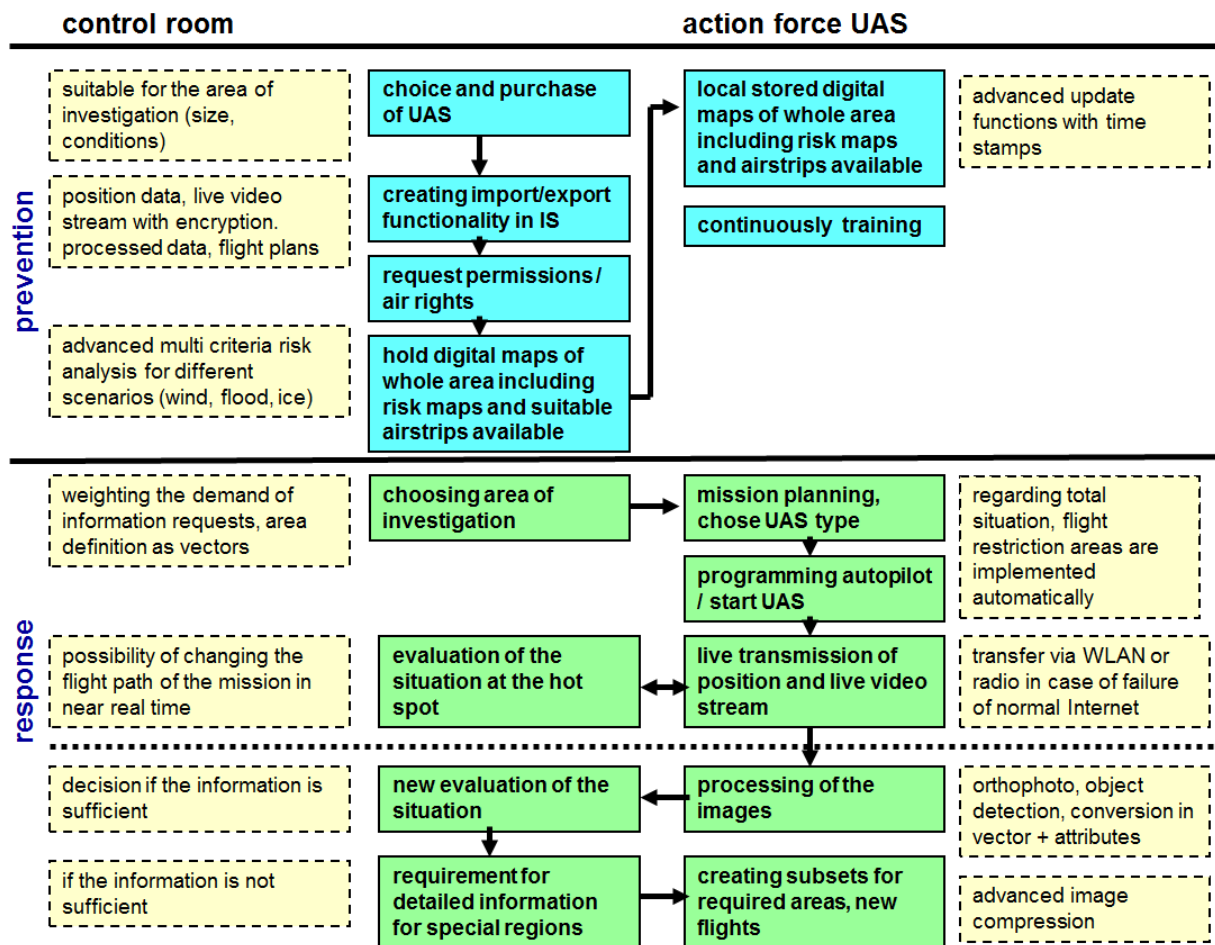 control room
action force UAS
prevention
suitable for the area of
investigation (size,
conditions)
choice and purchase
of UAS
local stored digital
maps of whole area
including risk maps
and airstrips available
advanced update
functions with time
stamps
position data, live video
stream with encryption.
processed data, flight plans
creating import/export
functionality in IS
continuously training
request permissions /
air rights
advanced multi criteria risk
analysis for different
scenarios (wind, flood, ice)
hold digital maps of
whole area including
risk maps and suitable
airstrips available
response
weighting the demand of
information requests, area
definition as vectors
choosing area of
investigation
mission planning,
chose UAS type
regarding total
situation, flight
restriction areas are
implemented
automatically
programming autopilot
/ start UAS
possibility of changing the
flight path of the mission in
near real time
evaluation of the
situation at the hot
spot
live transmission of
position and live video
stream
transfer via WLAN or
radio in case of failure
of normal Internet
decision if the information is
sufficient
new evaluation of the
situation
processing of the
images
orthophoto, object
detection, conversion in
vector + attributes
if the information is not
sufficient
requirement for
detailed information
for special regions
creating subsets for
required areas, new
flights
advanced image
compression